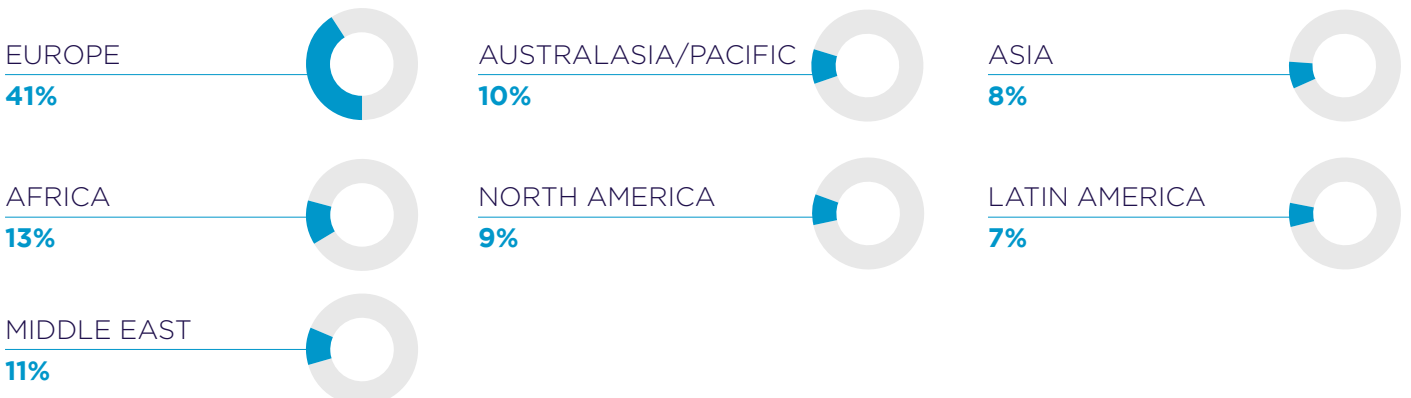 EUROPE
41%
AUSTRALASIA/PACIFIC
10%
ASIA
8%
AFRICA
13%
NORTH AMERICA
9%
LATIN AMERICA
7%
MIDDLE EAST
11%